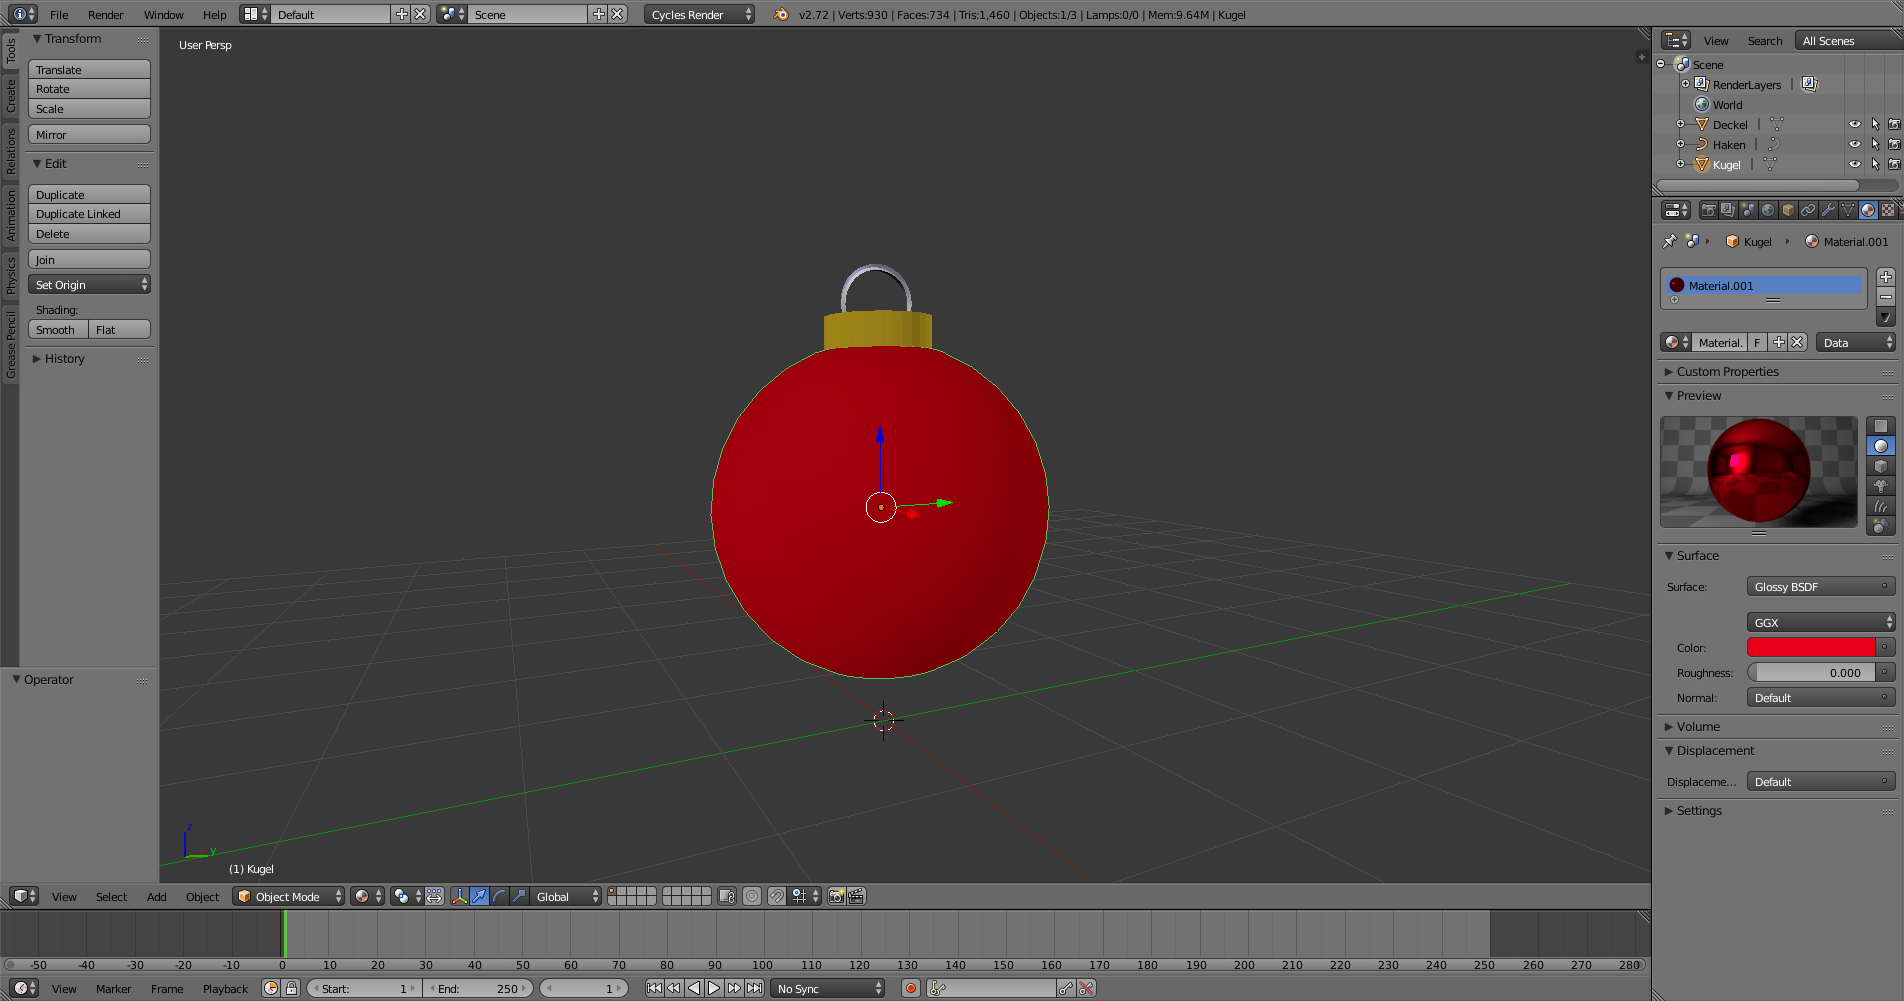 File Render Window Help Default Scene Cycles Render v2.72 | Verts:930 | Faces:734 | Tris:1,460 | Objects:1/3 | Lamps:0/0 | Mem:9.64M | Kugel
Tools
Create
Relations
Animation
Physics
Grease Pencil
Transform
Translate
Rotate
Scale
Mirror
Edit
Duplicate
Duplicate Linked
Delete
Join
Set Origin
Shading:
Smooth Flat
History
Operator
User Persp
z
y
(1) Kugel
View Search All Scenes
Scene
RenderLayers |
World
Deckel |
Haken |
Kugel |
Kugel Material.001
Material.001
Material. F Data
Custom Properties
Preview
Surface
Surface: Glossy BSDF
GGX
Color:
Roughness: 0.000
Normal: Default
Volume
Displacement
Displaceme... Default
Settings
View Select Add Object Object Mode Global
-50 -40 -30 -20 -10 0 10 20 30 40 50 60 70 80 90 100 110 120 130 140 150 160 170 180 190 200 210 220 230 240 250 260 270 280
View Marker Frame Playback Start: 1 End: 250 1 No Sync